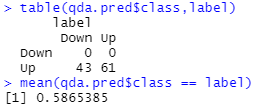 > table(qda.pred$class,label)
label
Down Up
Down 0 0
Up 43 61
> mean(qda.pred$class == label)
[1] 0.5865385